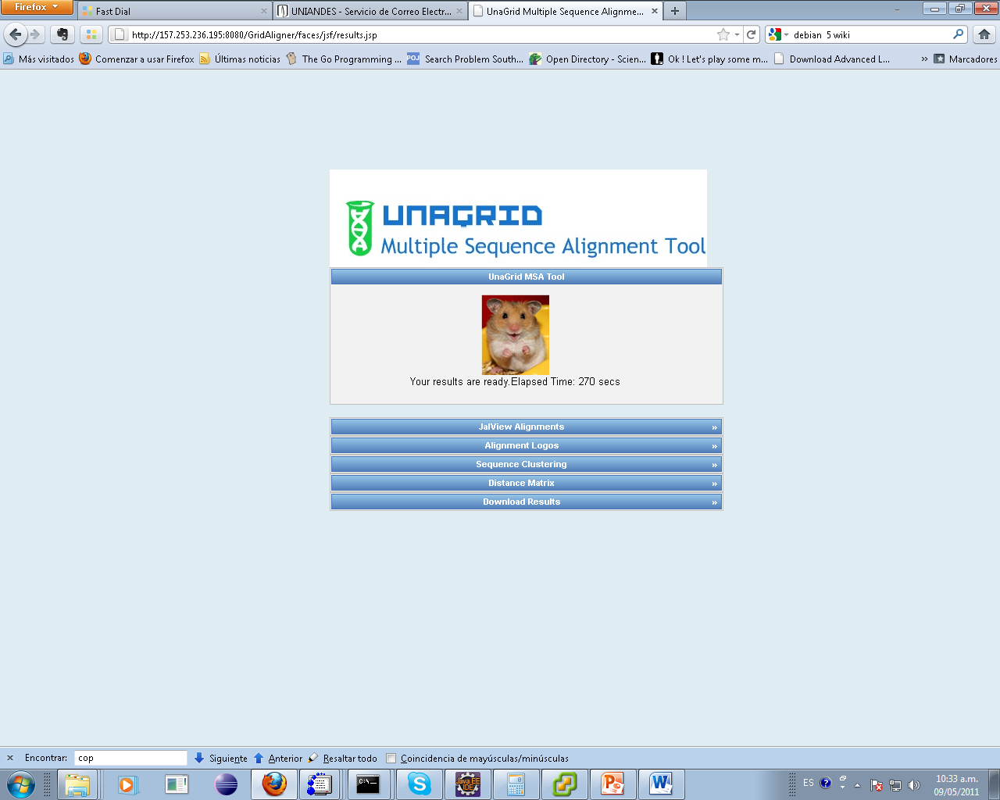 Firefox
Fast Dial
UNIANDES - Servicio de Correo Electr...
UnaGrid Multiple Sequence Alignme...
http://157.253.236.195:8080/GridAligner/faces/jsf/results.jsp
debian 5 wiki
Más visitados
Comenzar a usar Firefox
Últimas noticias
The Go Programming ...
POJ
Search Problem South...
Open Directory - Scien...
Ok ! Let's play some m...
Download Advanced L...
»
Marcadores
DNA
UNAGRID
Multiple Sequence Alignment Tool
UnaGrid MSA Tool
Your results are ready.Elapsed Time: 270 secs
JalView Alignments »
Alignment Logos »
Sequence Clustering »
Distance Matrix »
Download Results »
Encontrar: cop
Siguiente
Anterior
Resaltar todo
Coincidencia de mayúsculas/minúsculas
C:\_
Java EE
IDE
ES
10:33 a.m.
09/05/2011